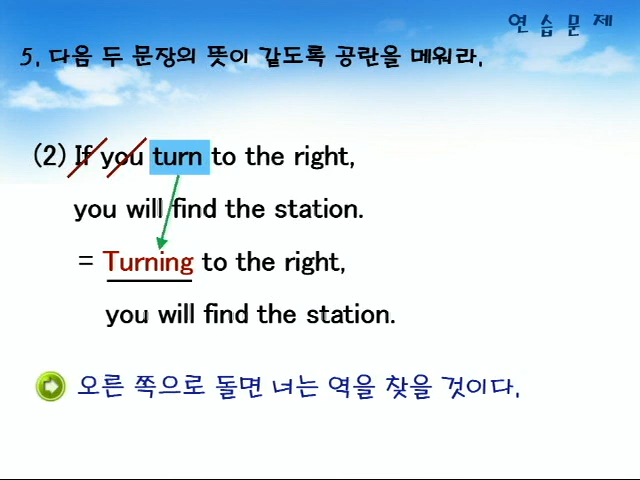 연 습 문 제
5. 다음 두 문장의 뜻이 같도록 공란을 메워라.
(2) If you turn to the right,
you will find the station.
= Turning to the right,
you will find the station.
오른 쪽으로 돌면 너는 역을 찾을 것이다.